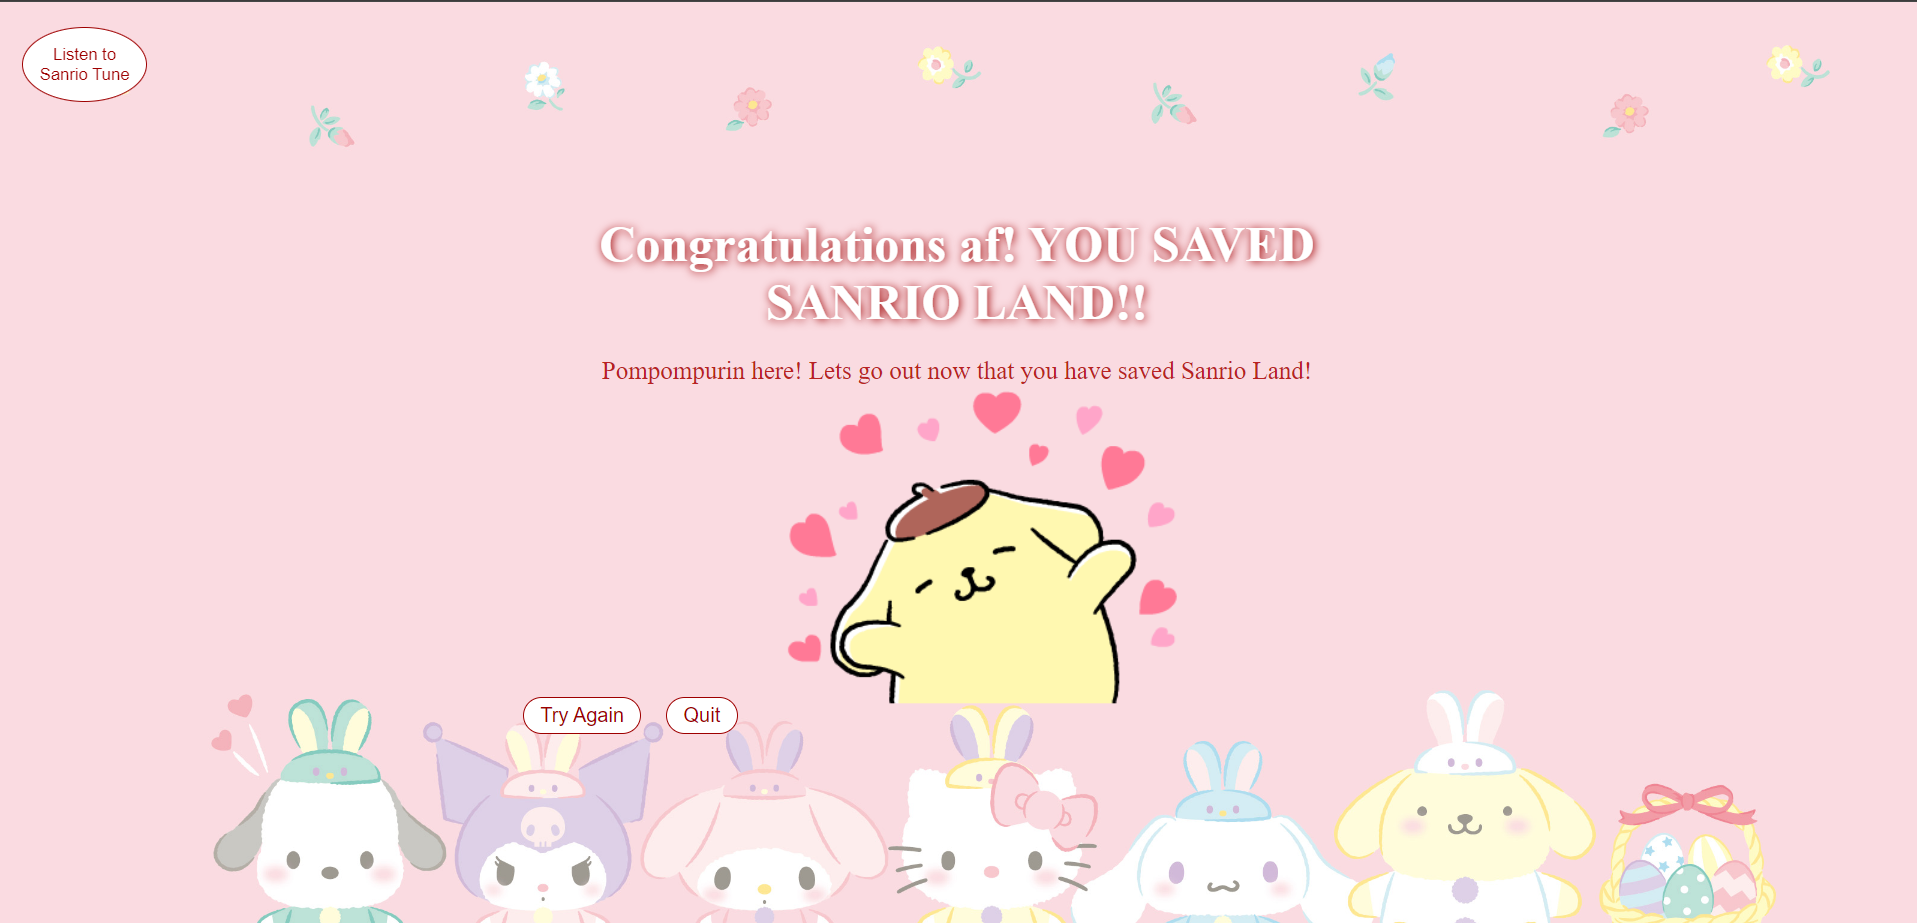 Listen to
Sanrio Tune
Congratulations af! YOU SAVED
SANRIO LAND!!
Pompompurin here! Lets go out now that you have saved Sanrio Land!
Try Again
Quit